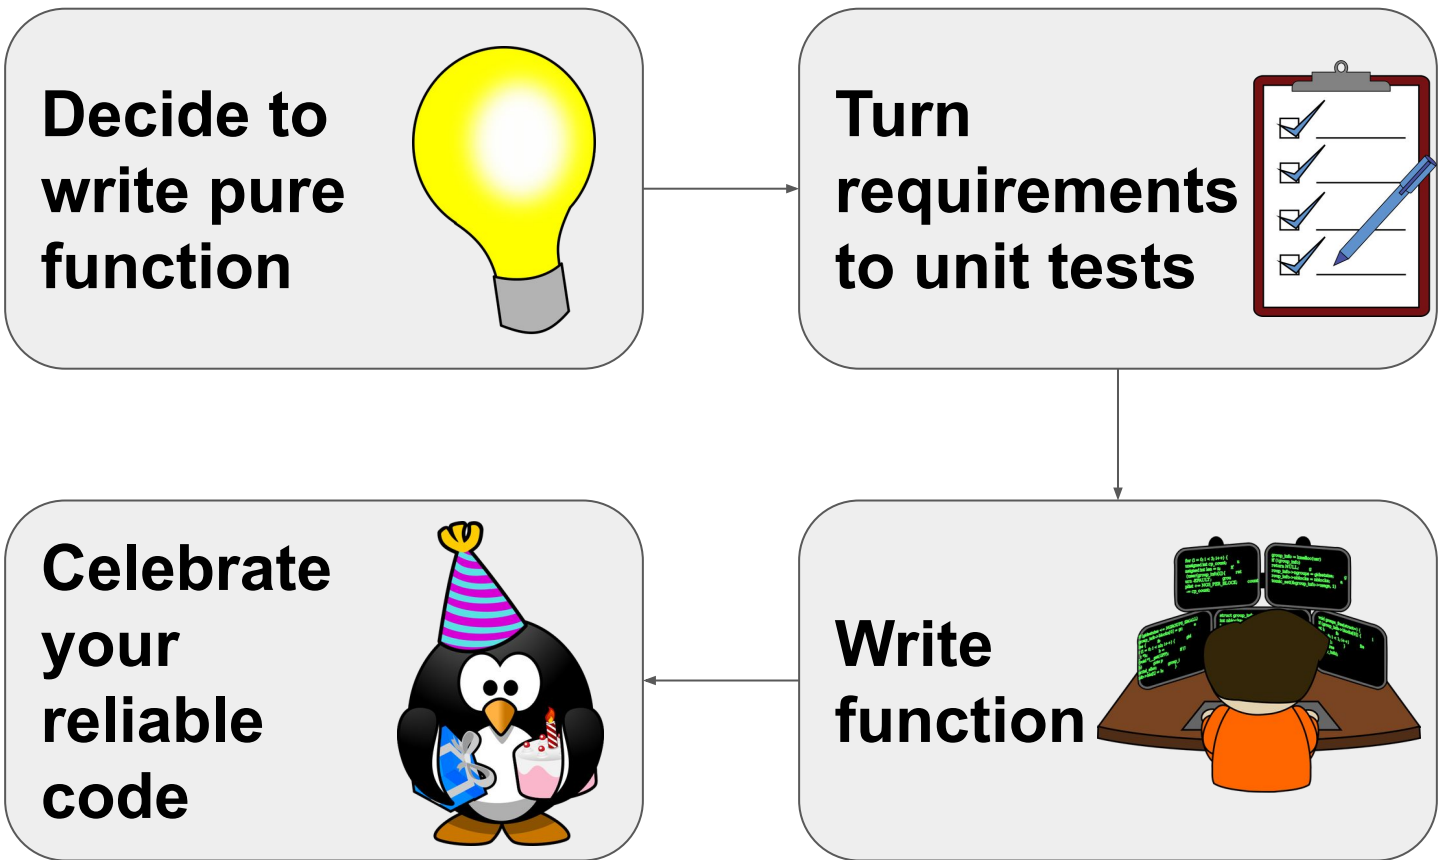 Decide to
write pure
function
Turn
requirements
to unit tests
Write
function
Celebrate
your
reliable
code